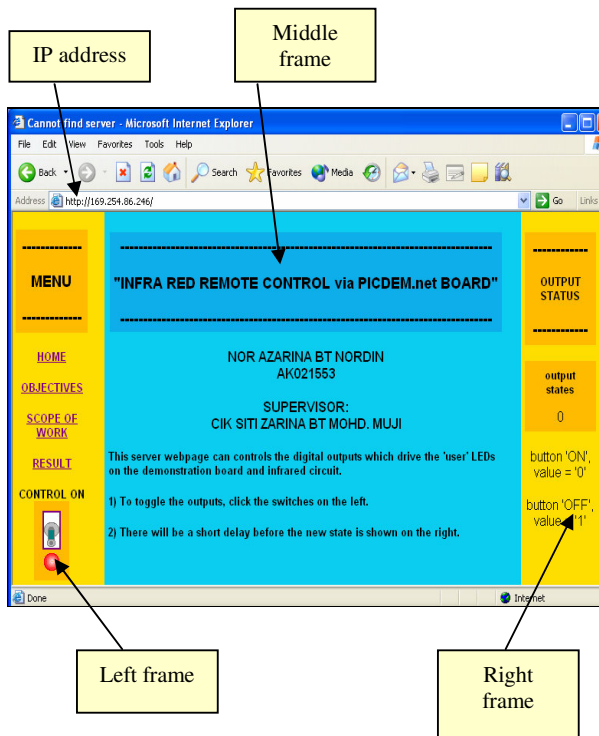 IP address
Middle
frame
Cannot find server - Microsoft Internet Explorer
File Edit View Favorites Tools Help
Back Search Favorites Media
Address http://169.254.86.246/ Go Links
-------------
MENU
-------------
HOME
OBJECTIVES
SCOPE OF
WORK
RESULT
CONTROL ON
"INFRA RED REMOTE CONTROL via PICDEM.net BOARD"
NOR AZARINA BT NORDIN
AK021553
SUPERVISOR:
CIK SITI ZARINA BT MOHD. MUJI
This server webpage can controls the digital outputs which drive the 'user' LEDs
on the demonstration board and infrared circuit.
1) To toggle the outputs, click the switches on the left.
2) There will be a short delay before the new state is shown on the right.
------------
OUTPUT
STATUS
------------
output
states
0
button 'ON',
value = '0'
button 'OFF',
value = '1'
Done Internet
Left frame
Right
frame